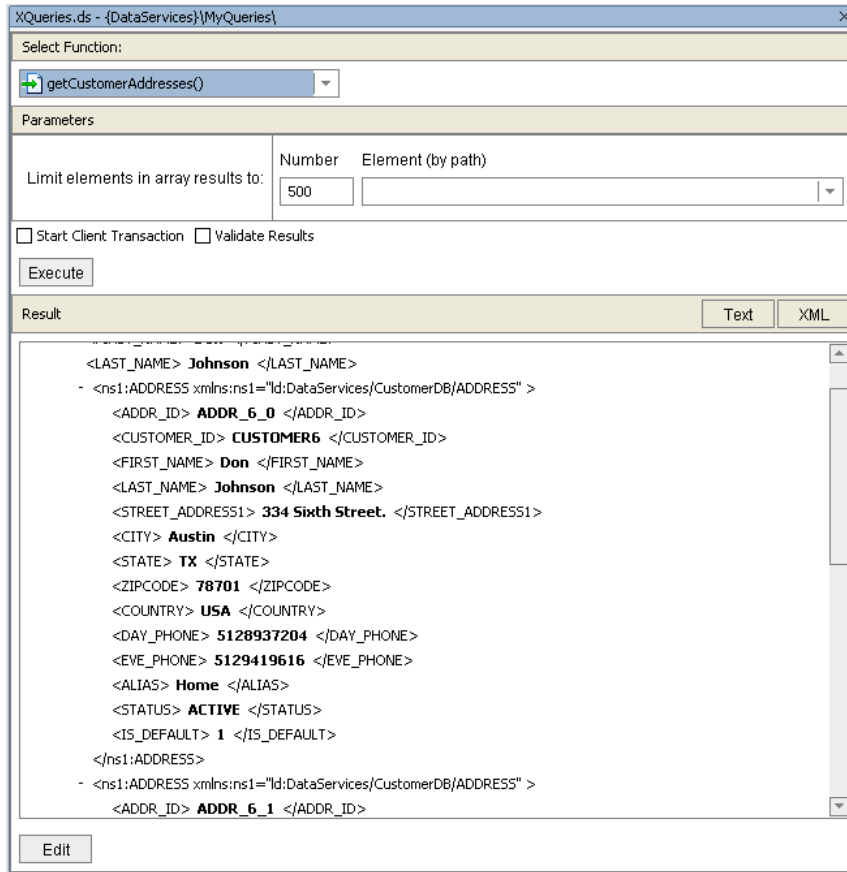 XQueries.ds - {DataServices}\MyQueries\
Select Function:
getCustomerAddresses()
Parameters
Limit elements in array results to:
Number Element (by path)
500
Start Client Transaction Validate Results
Execute
Result Text XML
<LAST_NAME> Johnson </LAST_NAME>
- <ns1:ADDRESS xmlns:ns1="ld:DataServices/CustomerDB/ADDRESS" >
<ADDR_ID> ADDR_6_0 </ADDR_ID>
<CUSTOMER_ID> CUSTOMER6 </CUSTOMER_ID>
<FIRST_NAME> Don </FIRST_NAME>
<LAST_NAME> Johnson </LAST_NAME>
<STREET_ADDRESS1> 334 Sixth Street. </STREET_ADDRESS1>
<CITY> Austin </CITY>
<STATE> TX </STATE>
<ZIPCODE> 78701 </ZIPCODE>
<COUNTRY> USA </COUNTRY>
<DAY_PHONE> 5128937204 </DAY_PHONE>
<EVE_PHONE> 5129419616 </EVE_PHONE>
<ALIAS> Home </ALIAS>
<STATUS> ACTIVE </STATUS>
<IS_DEFAULT> 1 </IS_DEFAULT>
</ns1:ADDRESS>
- <ns1:ADDRESS xmlns:ns1="ld:DataServices/CustomerDB/ADDRESS" >
<ADDR_ID> ADDR_6_1 </ADDR_ID>
Edit